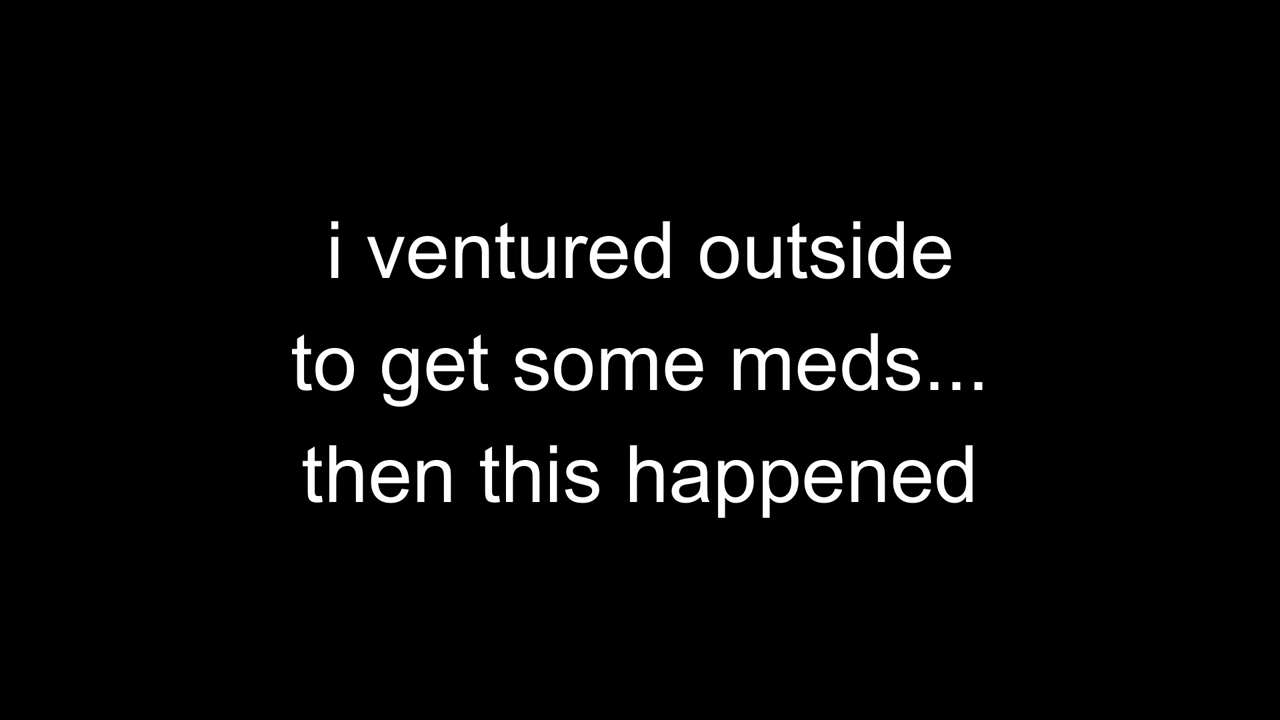 i ventured outside
to get some meds...
then this happened